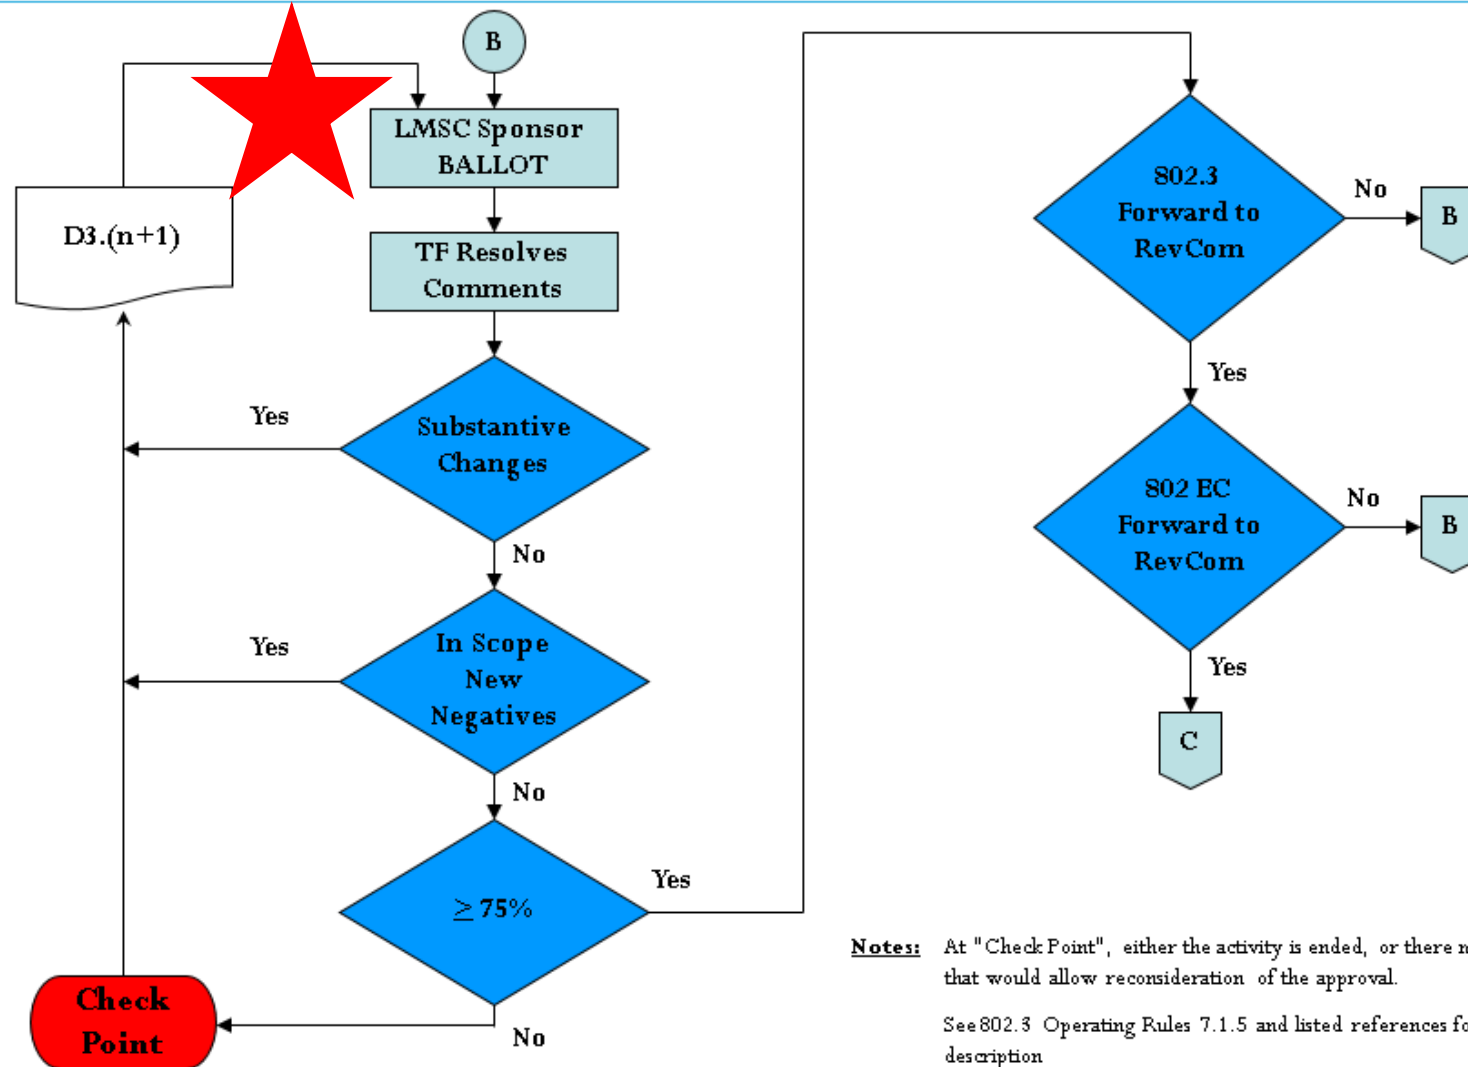 B
LMSC Sponsor
BALLOT
D3.(n+1)
TF Resolves
Comments
Yes
Substantive
Changes
No
Yes
In Scope
New
Negatives
No
≥ 75%
Yes
No
Check
Point
802.3
Forward to
RevCom
No
B
Yes
802 EC
Forward to
RevCom
No
B
Yes
C
Notes: At "Check Point", either the activity is ended, or there
that would allow reconsideration of the approval.
See 802.3 Operating Rules 7.1.5 and listed references
description